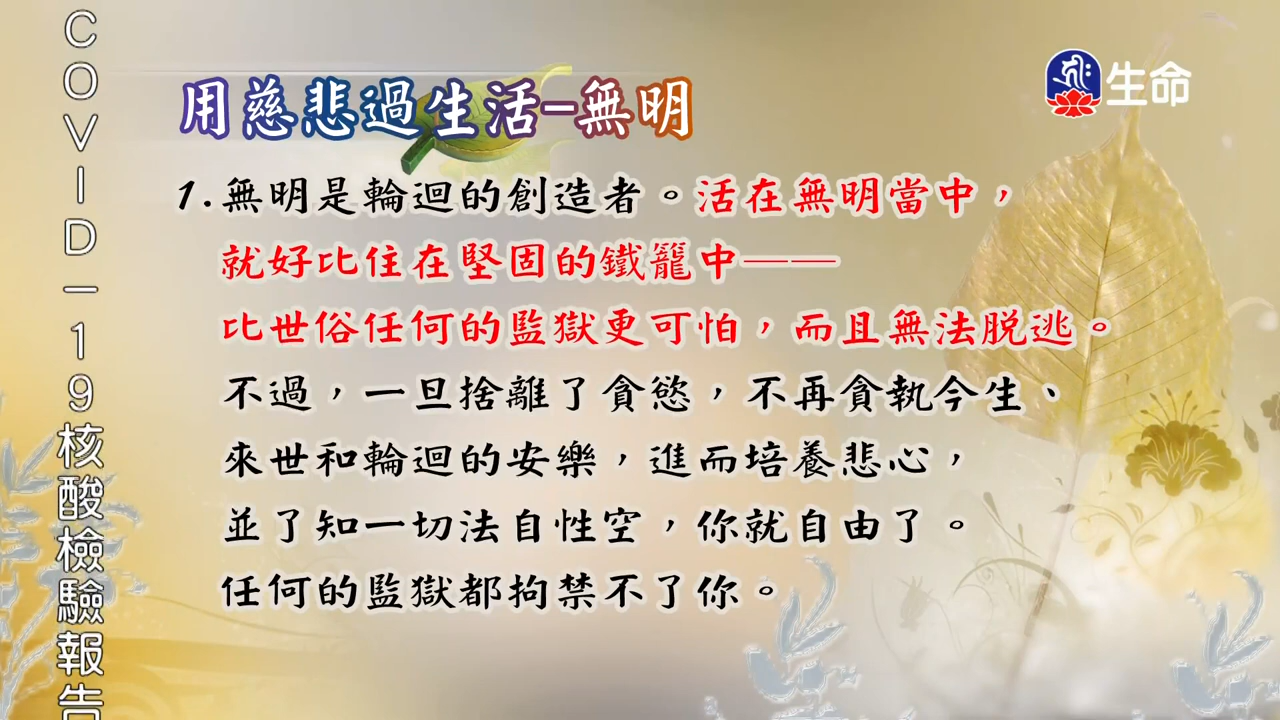 用慈悲過生活-無明
生命
1.無明是輪迴的創造者。活在無明當中，
就好比住在堅固的鐵籠中——
比世俗任何的監獄更可怕，而且無法脫逃。
不過，一旦捨離了貪慾，不再貪執今生、
來世和輪迴的安樂，進而培養悲心，
並了知一切法自性空，你就自由了。
任何的監獄都拘禁不了你。
COVID-19核酸檢驗報告